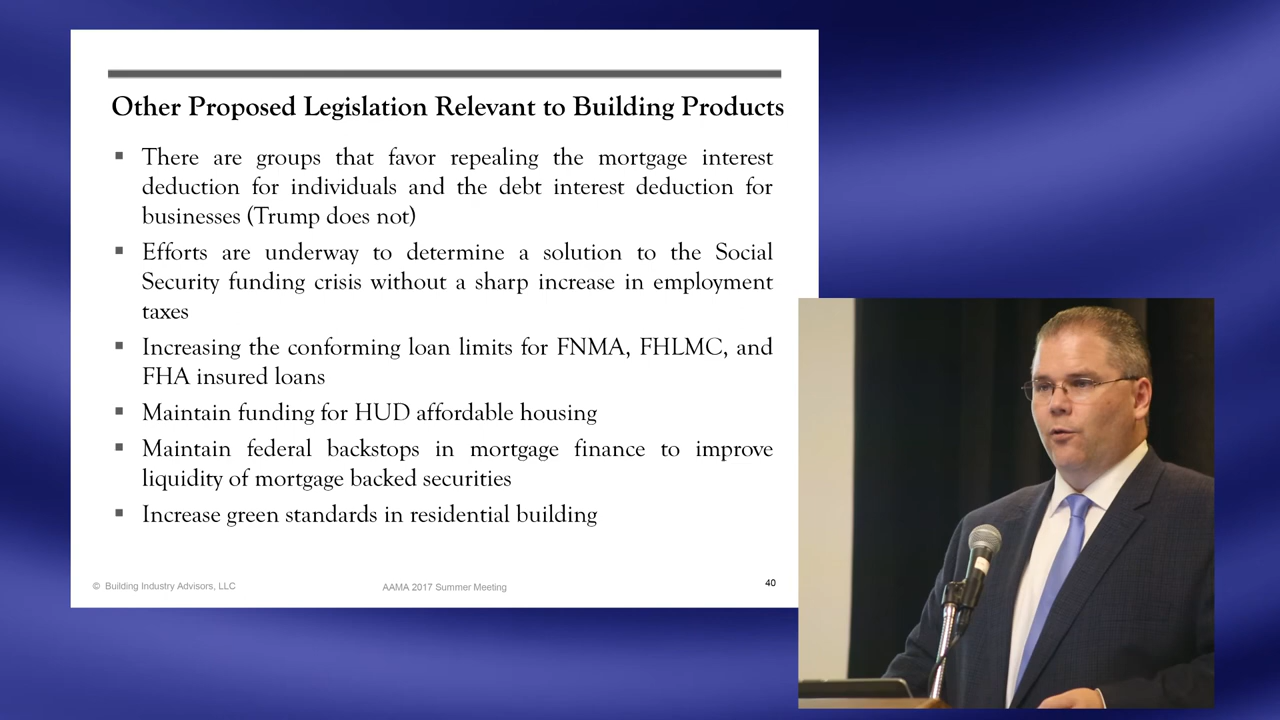 Other Proposed Legislation Relevant to Building Products
▪ There are groups that favor repealing the mortgage interest
deduction for individuals and the debt interest deduction for
businesses (Trump does not)
▪ Efforts are underway to determine a solution to the Social
Security funding crisis without a sharp increase in employment
taxes
▪ Increasing the conforming loan limits for FNMA, FHLMC, and
FHA insured loans
▪ Maintain funding for HUD affordable housing
▪ Maintain federal backstops in mortgage finance to improve
liquidity of mortgage backed securities
▪ Increase green standards in residential building
© Building Industry Advisors, LLC
AAMA 2017 Summer Meeting
40